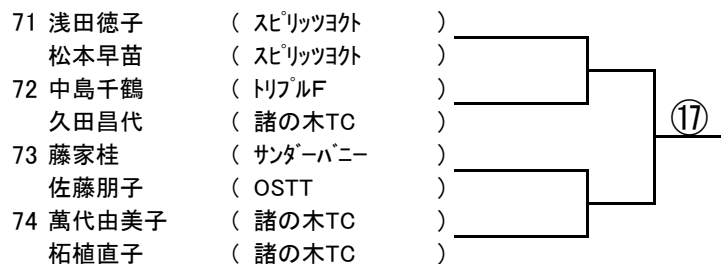 71 浅田徳子 ( スピリッツヨクト )
松本早苗 ( スピリッツヨクト )
72 中島千鶴 ( トリプルF )
久田昌代 ( 諸の木TC )
⑰
73 藤家桂 ( サンダーバニー )
佐藤朋子 ( OSTT )
74 萬代由美子 ( 諸の木TC )
柘植直子 ( 諸の木TC )